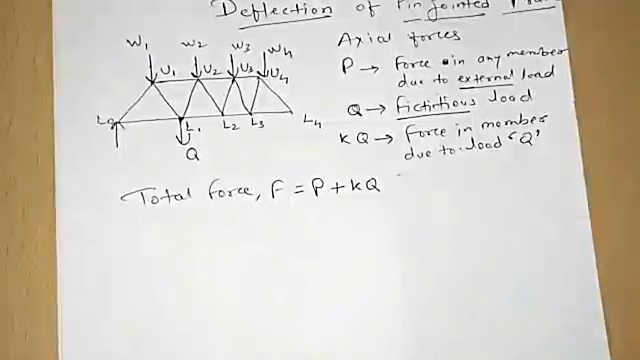 Deflection of Pin jointed
W1 W2 W3 W4
U1 U2 U3 U4
L0 L1 L2 L3 L4
Q
Axial forces
P → Force in any member
due to external load
Q → Fictitious load
KQ → Force in member
due to load 'Q'
Total force, F = P + KQ